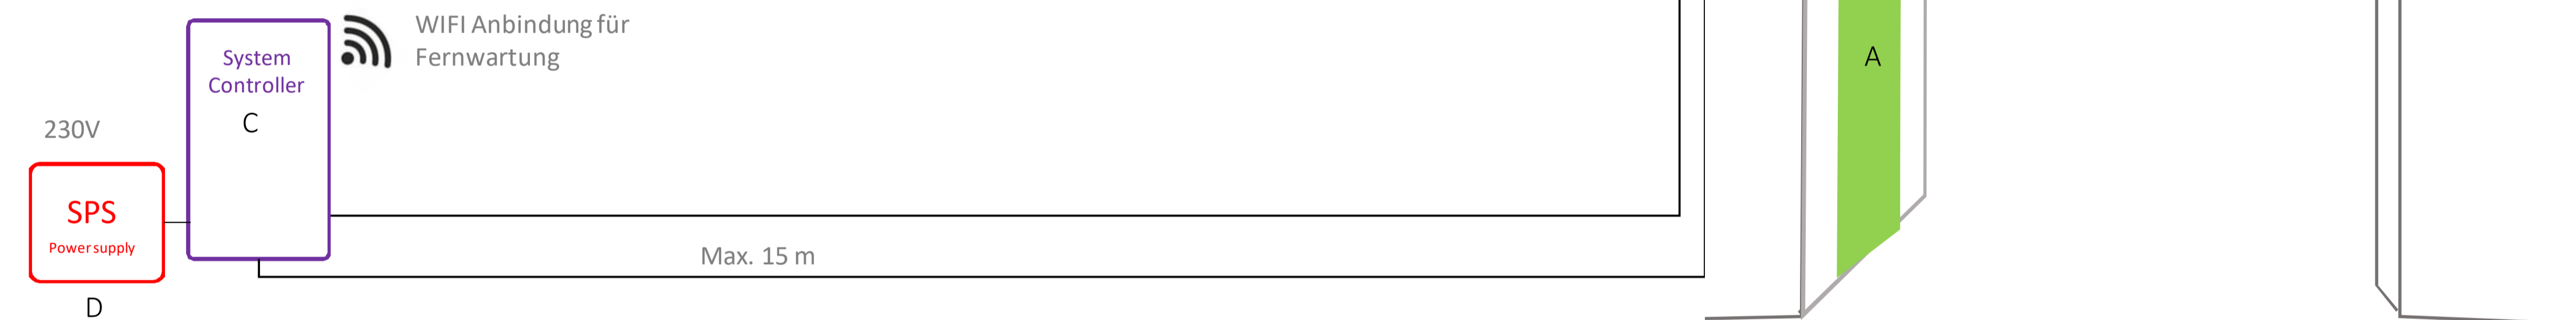 WIFI Anbindung für
Fernwartung
System
Controller
C
A
230V
SPS
Power supply
Max. 15 m
D